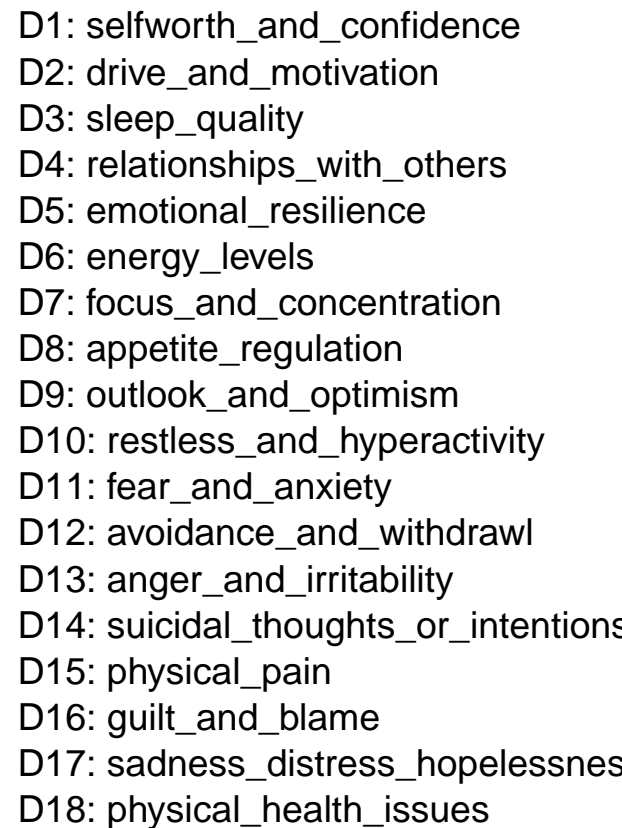 D1: selfworth_and_confidence
D2: drive_and_motivation
D3: sleep_quality
D4: relationships_with_others
D5: emotional_resilience
D6: energy_levels
D7: focus_and_concentration
D8: appetite_regulation
D9: outlook_and_optimism
D10: restless_and_hyperactivity
D11: fear_and_anxiety
D12: avoidance_and_withdrawl
D13: anger_and_irritability
D14: suicidal_thoughts_or_intentions
D15: physical_pain
D16: guilt_and_blame
D17: sadness_distress_hopelessnes
D18: physical_health_issues